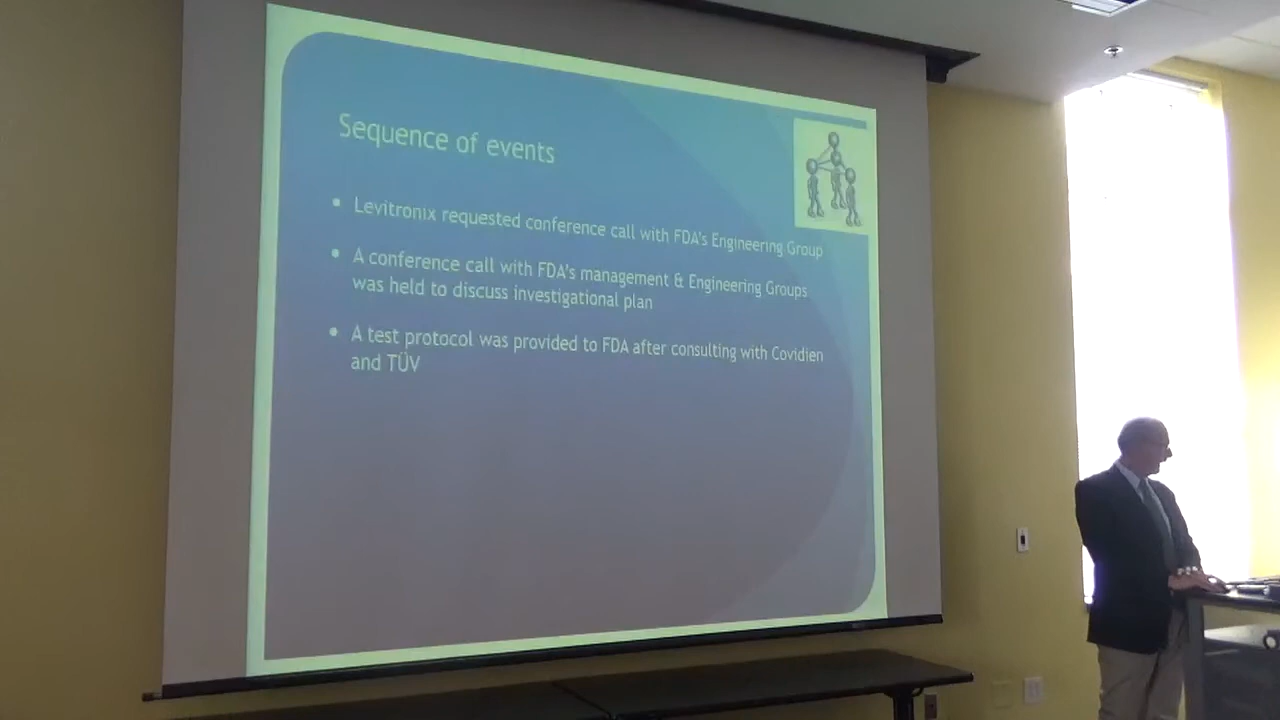 Sequence of events
• Levitronix requested conference call with FDA's Engineering Group
• A conference call with FDA's management & Engineering Groups
was held to discuss investigational plan
• A test protocol was provided to FDA after consulting with Covidien
and TÜV